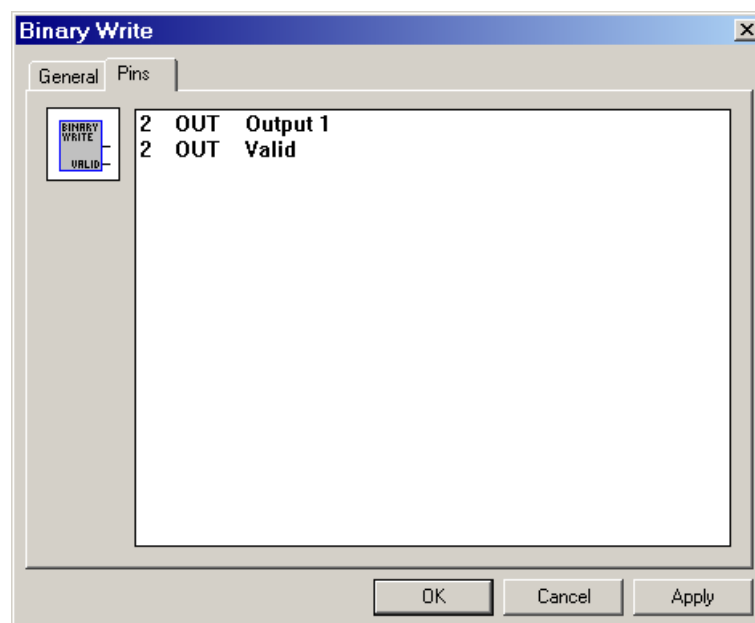 Binary Write
General Pins
BINARY
WRITE
VALID
2 OUT Output 1
2 OUT Valid
OK Cancel Apply